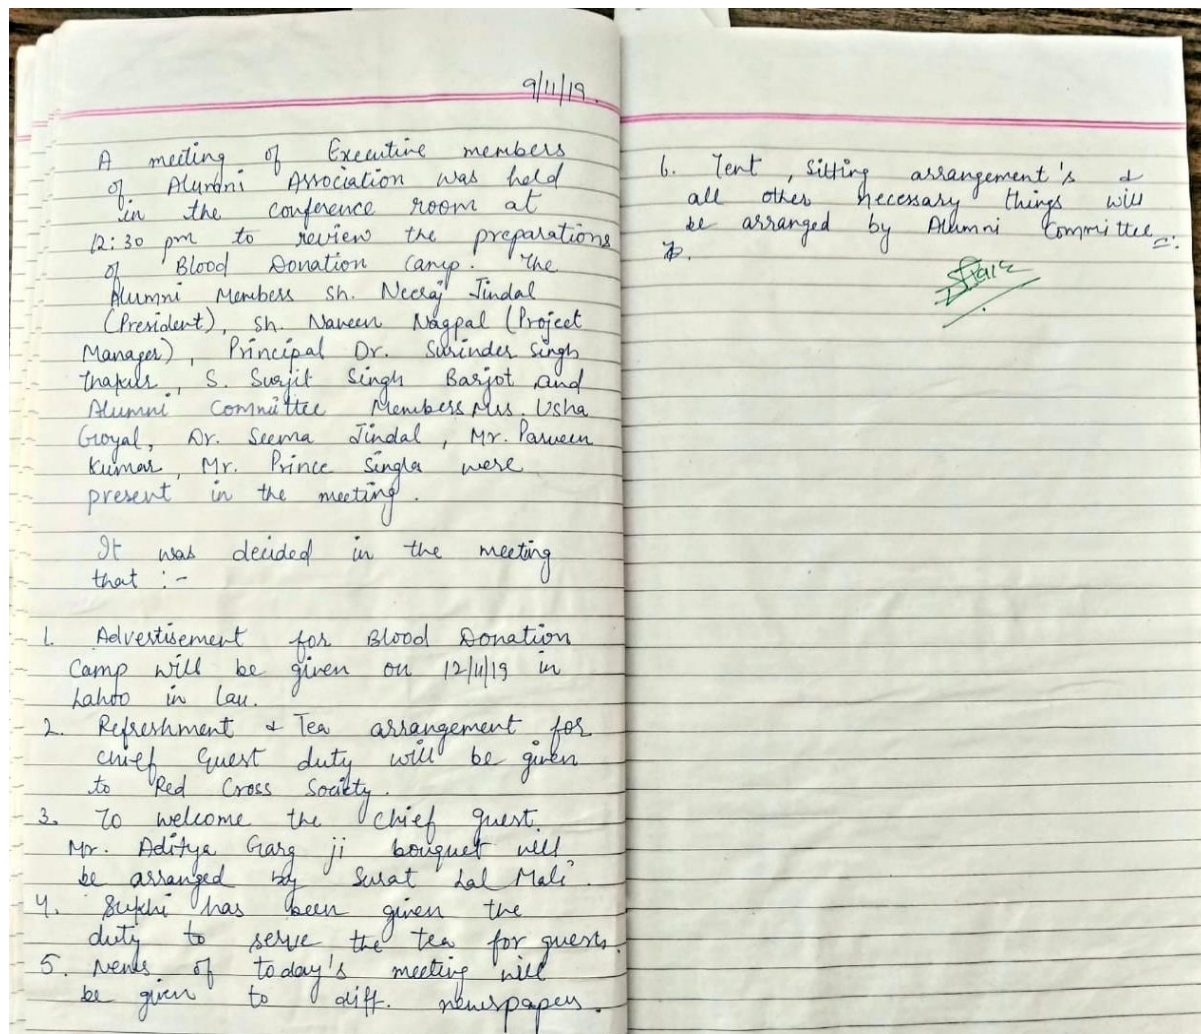 9/11/19.
A meeting of Executive members
of Alumni Association was held
in the conference room at
12:30 pm to review the preparations
of Blood Donation Camp. The
Alumni Members Sh. Neeraj Jindal
(President), Sh. Naveen Nagpal (Project
Manager), Principal Dr. Surinder Singh
Thakur, S. Surjit Singh Barjot and
Alumni Committee Members Mrs. Usha
Goyal, Dr. Seema Jindal, Mr. Parveen
Kumar, Mr. Prince Singla were
present in the meeting.
It was decided in the meeting
that :-
1. Advertisement for Blood Donation
Camp will be given on 12/11/19 in
Lahoo in Lau.
2. Refreshment & Tea arrangement for
chief Guest duty will be given
to Red Cross Society.
3. To welcome the Chief guest.
Mr. Aditya Garg ji bouquet will
be arranged by Surat Lal Mali.
4. Sukhi has been given the
duty to serve the tea for guests.
5. News of today's meeting will
be given to diff. newspapers.
6. Tent, Sitting arrangement's &
all other necessary things will
be arranged by Alumni Committee.